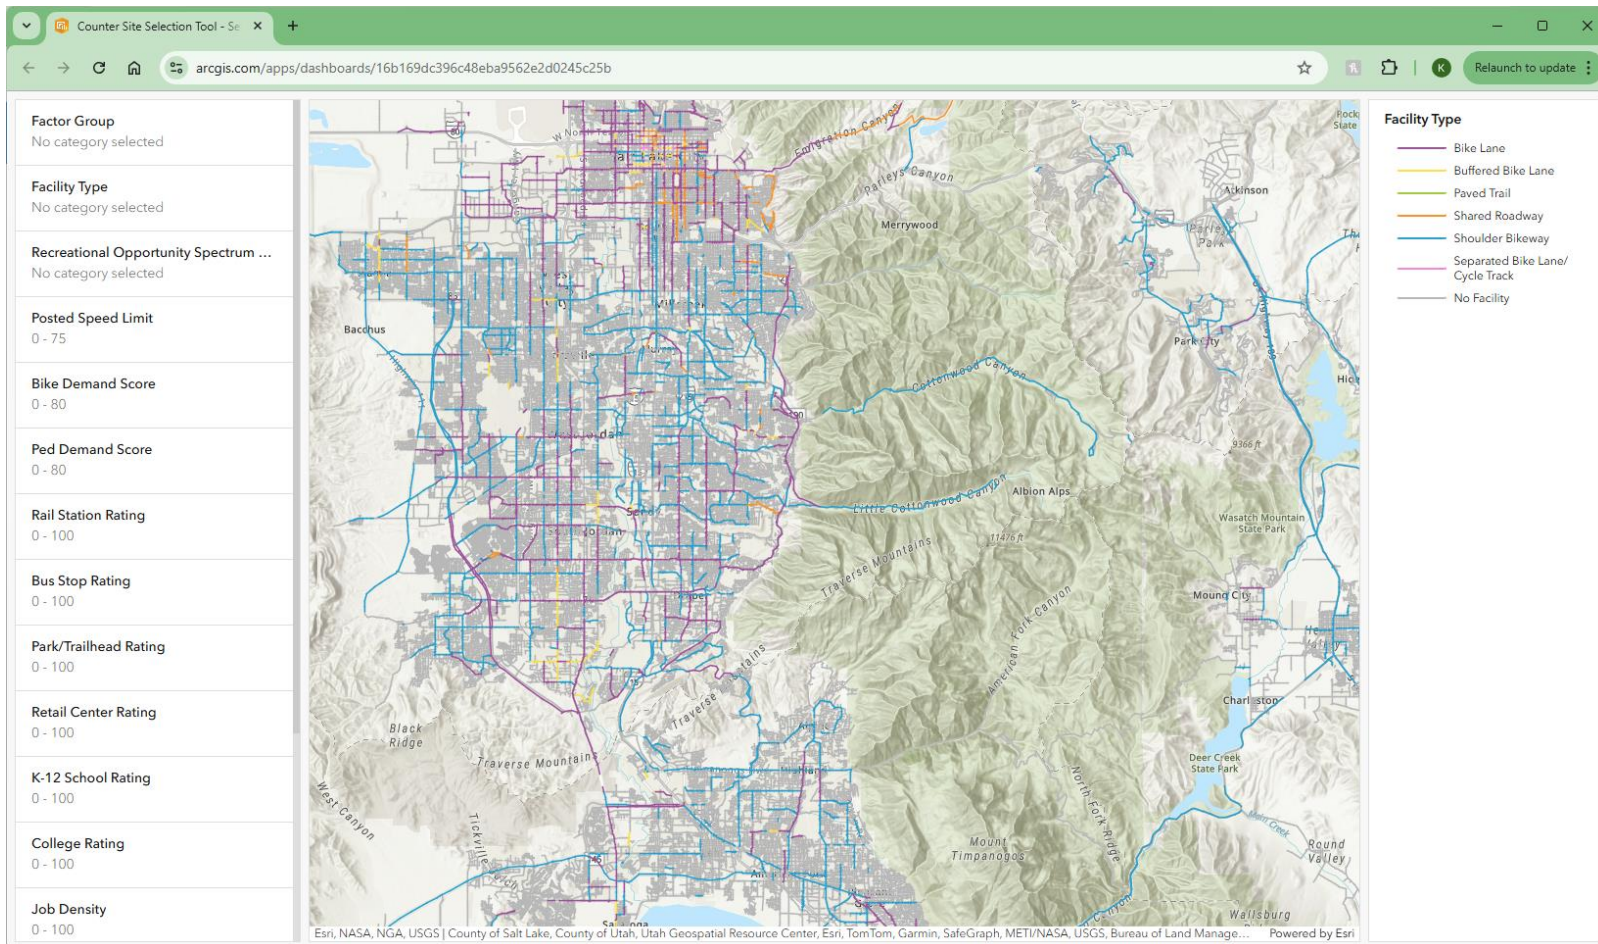 Counter Site Selection Tool - Se
arcgis.com/apps/dashboards/16b169dc396c48eba9562e2d0245c25b
K
Relaunch to update
Factor Group
No category selected
Facility Type
No category selected
Recreational Opportunity Spectrum ...
No category selected
Posted Speed Limit
0 - 75
Bike Demand Score
0 - 80
Ped Demand Score
0 - 80
Rail Station Rating
0 - 100
Bus Stop Rating
0 - 100
Park/Trailhead Rating
0 - 100
Retail Center Rating
0 - 100
K-12 School Rating
0 - 100
College Rating
0 - 100
Job Density
0 - 100
Emigration Canyon
Parleys Canyon
Merrywood
Atkinson
Park City
Bacchus
Cottonwood Canyon
9366 ft
Little Cottonwood Canyon
Albion Alps
Wasatch Mountain
State Park
11476 ft
Traverse Mountains
American Fork Canyon
Black
Ridge
Traverse Mountains
West Canyon
Deer Creek
State Park
North Fork Ridge
Mount
Timpanogos
Main Creek
Round
Valley
Canyon
Wallsburg
Esri, NASA, NGA, USGS | County of Salt Lake, County of Utah, Utah Geospatial Resource Center, Esri, TomTom, Garmin, SafeGraph, METI/NASA, USGS, Bureau of Land Manage...
Powered by Esri
Facility Type
Bike Lane
Buffered Bike Lane
Paved Trail
Shared Roadway
Shoulder Bikeway
Separated Bike Lane/
Cycle Track
No Facility